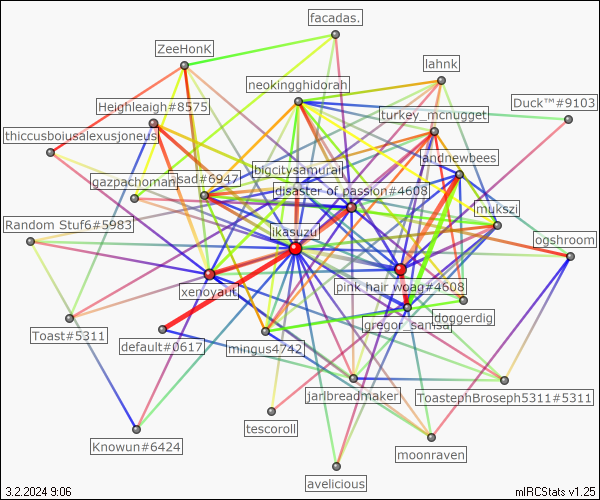 facadas.
ZeeHonK
lahnk
neokingghidorah
Heighleaigh#8575
Duck™#9103
turkey_mcnugget
thiccusboiusalexusjoneus
andnewbees
bigcitysamurai
gazpachoman
nsad#6947
disaster of passion#4608
mukszi
Random Stuf6#5983
ikasuzu
ogshroom
xenoyaut
pink hair woag#4608
doggerdig
gregor_samsa
Toast#5311
default#0617
mingus4742
jarlbreadmaker
ToastephBroseph5311#5311
tescoroll
Knowun#6424
moonraven
avelicious
3.2.2024 9:06
mIRCStats v1.25